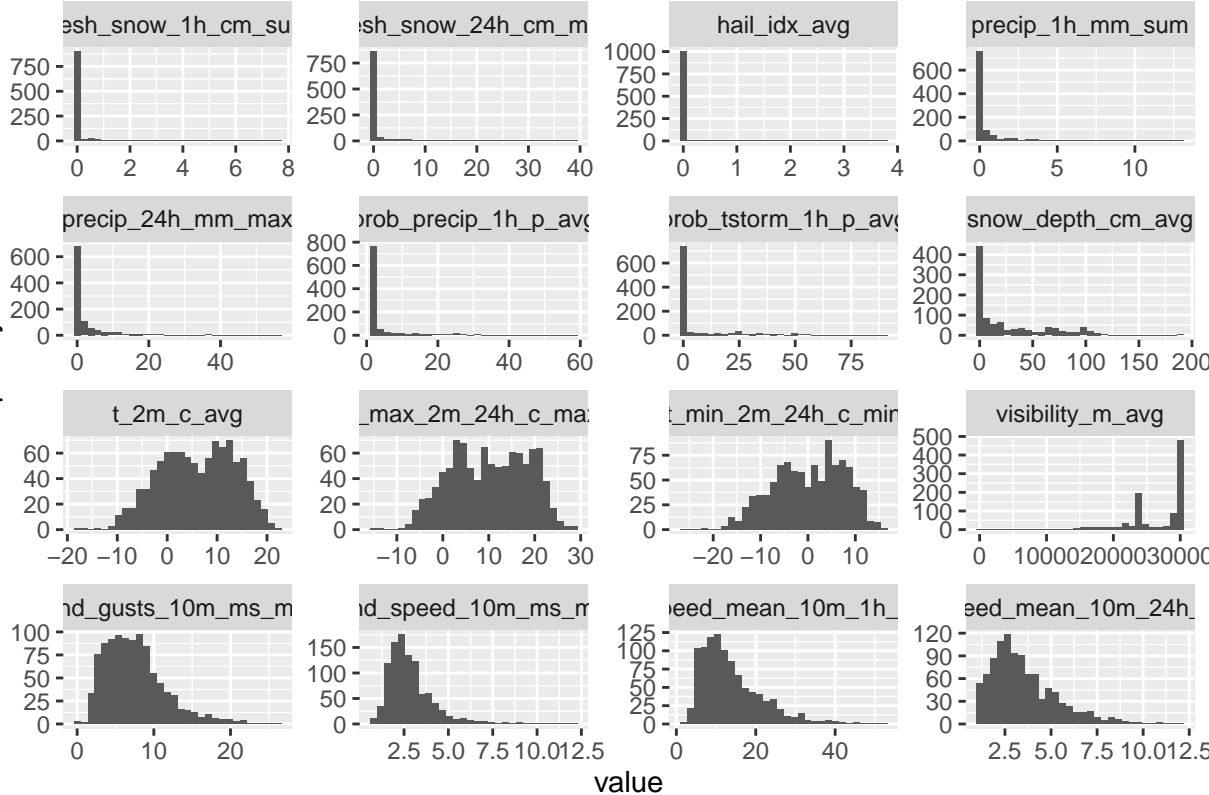 esh_snow_1h_cm_su esh_snow_24h_cm_m hail_idx_avg precip_1h_mm_sum
750 750 1000 600
500 500 750 400
250 250 500 200
0 0 250 0
0
0 2 4 6 8 0 10 20 30 40 0 1 2 3 4 0 5 10
precip_24h_mm_max prob_precip_1h_p_avg prob_tstorm_1h_p_avg snow_depth_cm_avg
600 800 600 400
400 600 400 300
200 400 200 200
0 200 0 100
0 0
0 20 40 0 20 40 60 0 25 50 75 0 50 100 150 200
t_2m_c_avg _max_2m_24h_c_max t_min_2m_24h_c_min visibility_m_avg
60 60 75 500
40 40 50 400
20 20 25 300
0 0 0 200
100
0
−20 −10 0 10 20 −10 0 10 20 30 −20 −10 0 10 0 10000 20000 30000
nd_gusts_10m_ms_m nd_speed_10m_ms_m peed_mean_10m_1h_ eed_mean_10m_24h_
100 150 125 120
75 100 100 90
50 50 75 60
25 0 50 30
0 25 0
0
0 10 20 2.5 5.0 7.5 10.0 12.5 0 20 40 2.5 5.0 7.5 10.0 12.5
value